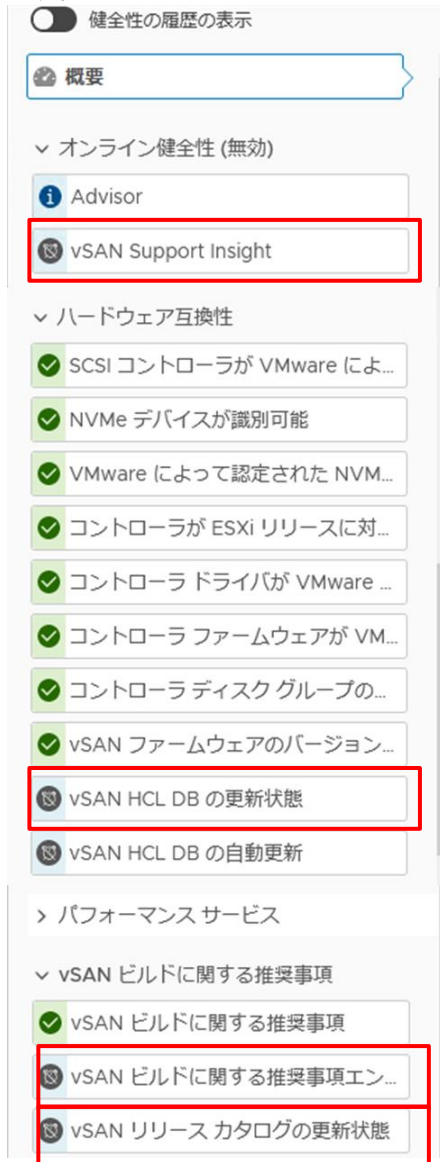 健全性の履歴の表示
概要
オンライン健全性 (無効)
Advisor
vSAN Support Insight
ハードウェア互換性
SCSI コントローラが VMware によ...
NVMe デバイスが識別可能
VMware によって認定された NVM...
コントローラが ESXi リリースに対...
コントローラ ドライバが VMware ...
コントローラ ファームウェアが VM...
コントローラ ディスク グループの...
vSAN ファームウェアのバージョン...
vSAN HCL DB の更新状態
vSAN HCL DB の自動更新
パフォーマンス サービス
vSAN ビルドに関する推奨事項
vSAN ビルドに関する推奨事項
vSAN ビルドに関する推奨事項エン...
vSAN リリース カタログの更新状態